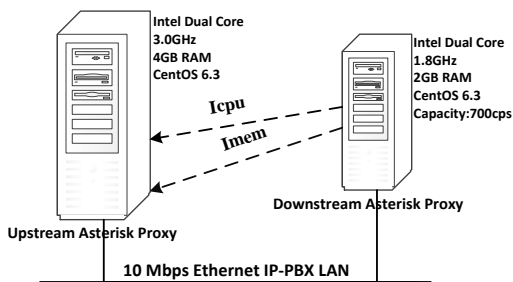 Intel Dual Core
3.0GHz
4GB RAM
CentOS 6.3
Intel Dual Core
1.8GHz
2GB RAM
CentOS 6.3
Capacity:700cps
Icpu
Imem
Downstream Asterisk Proxy
Upstream Asterisk Proxy
10 Mbps Ethernet IP-PBX LAN